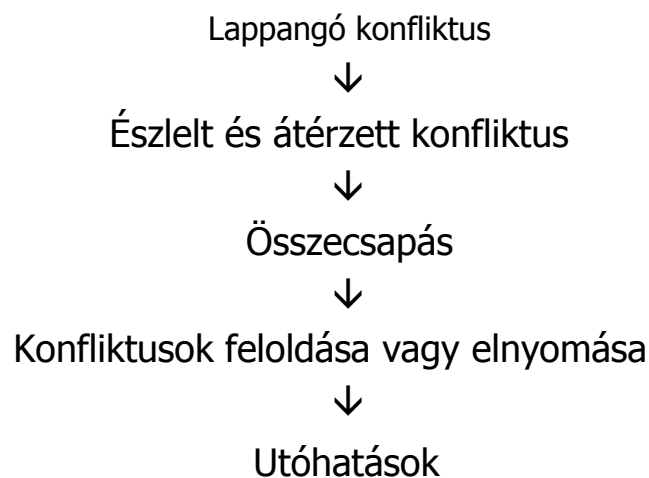 Lappangó konfliktus
↓
Észlelt és átérzett konfliktus
↓
Összecsapás
↓
Konfliktusok feloldása vagy elnyomása
↓
Utóhatások